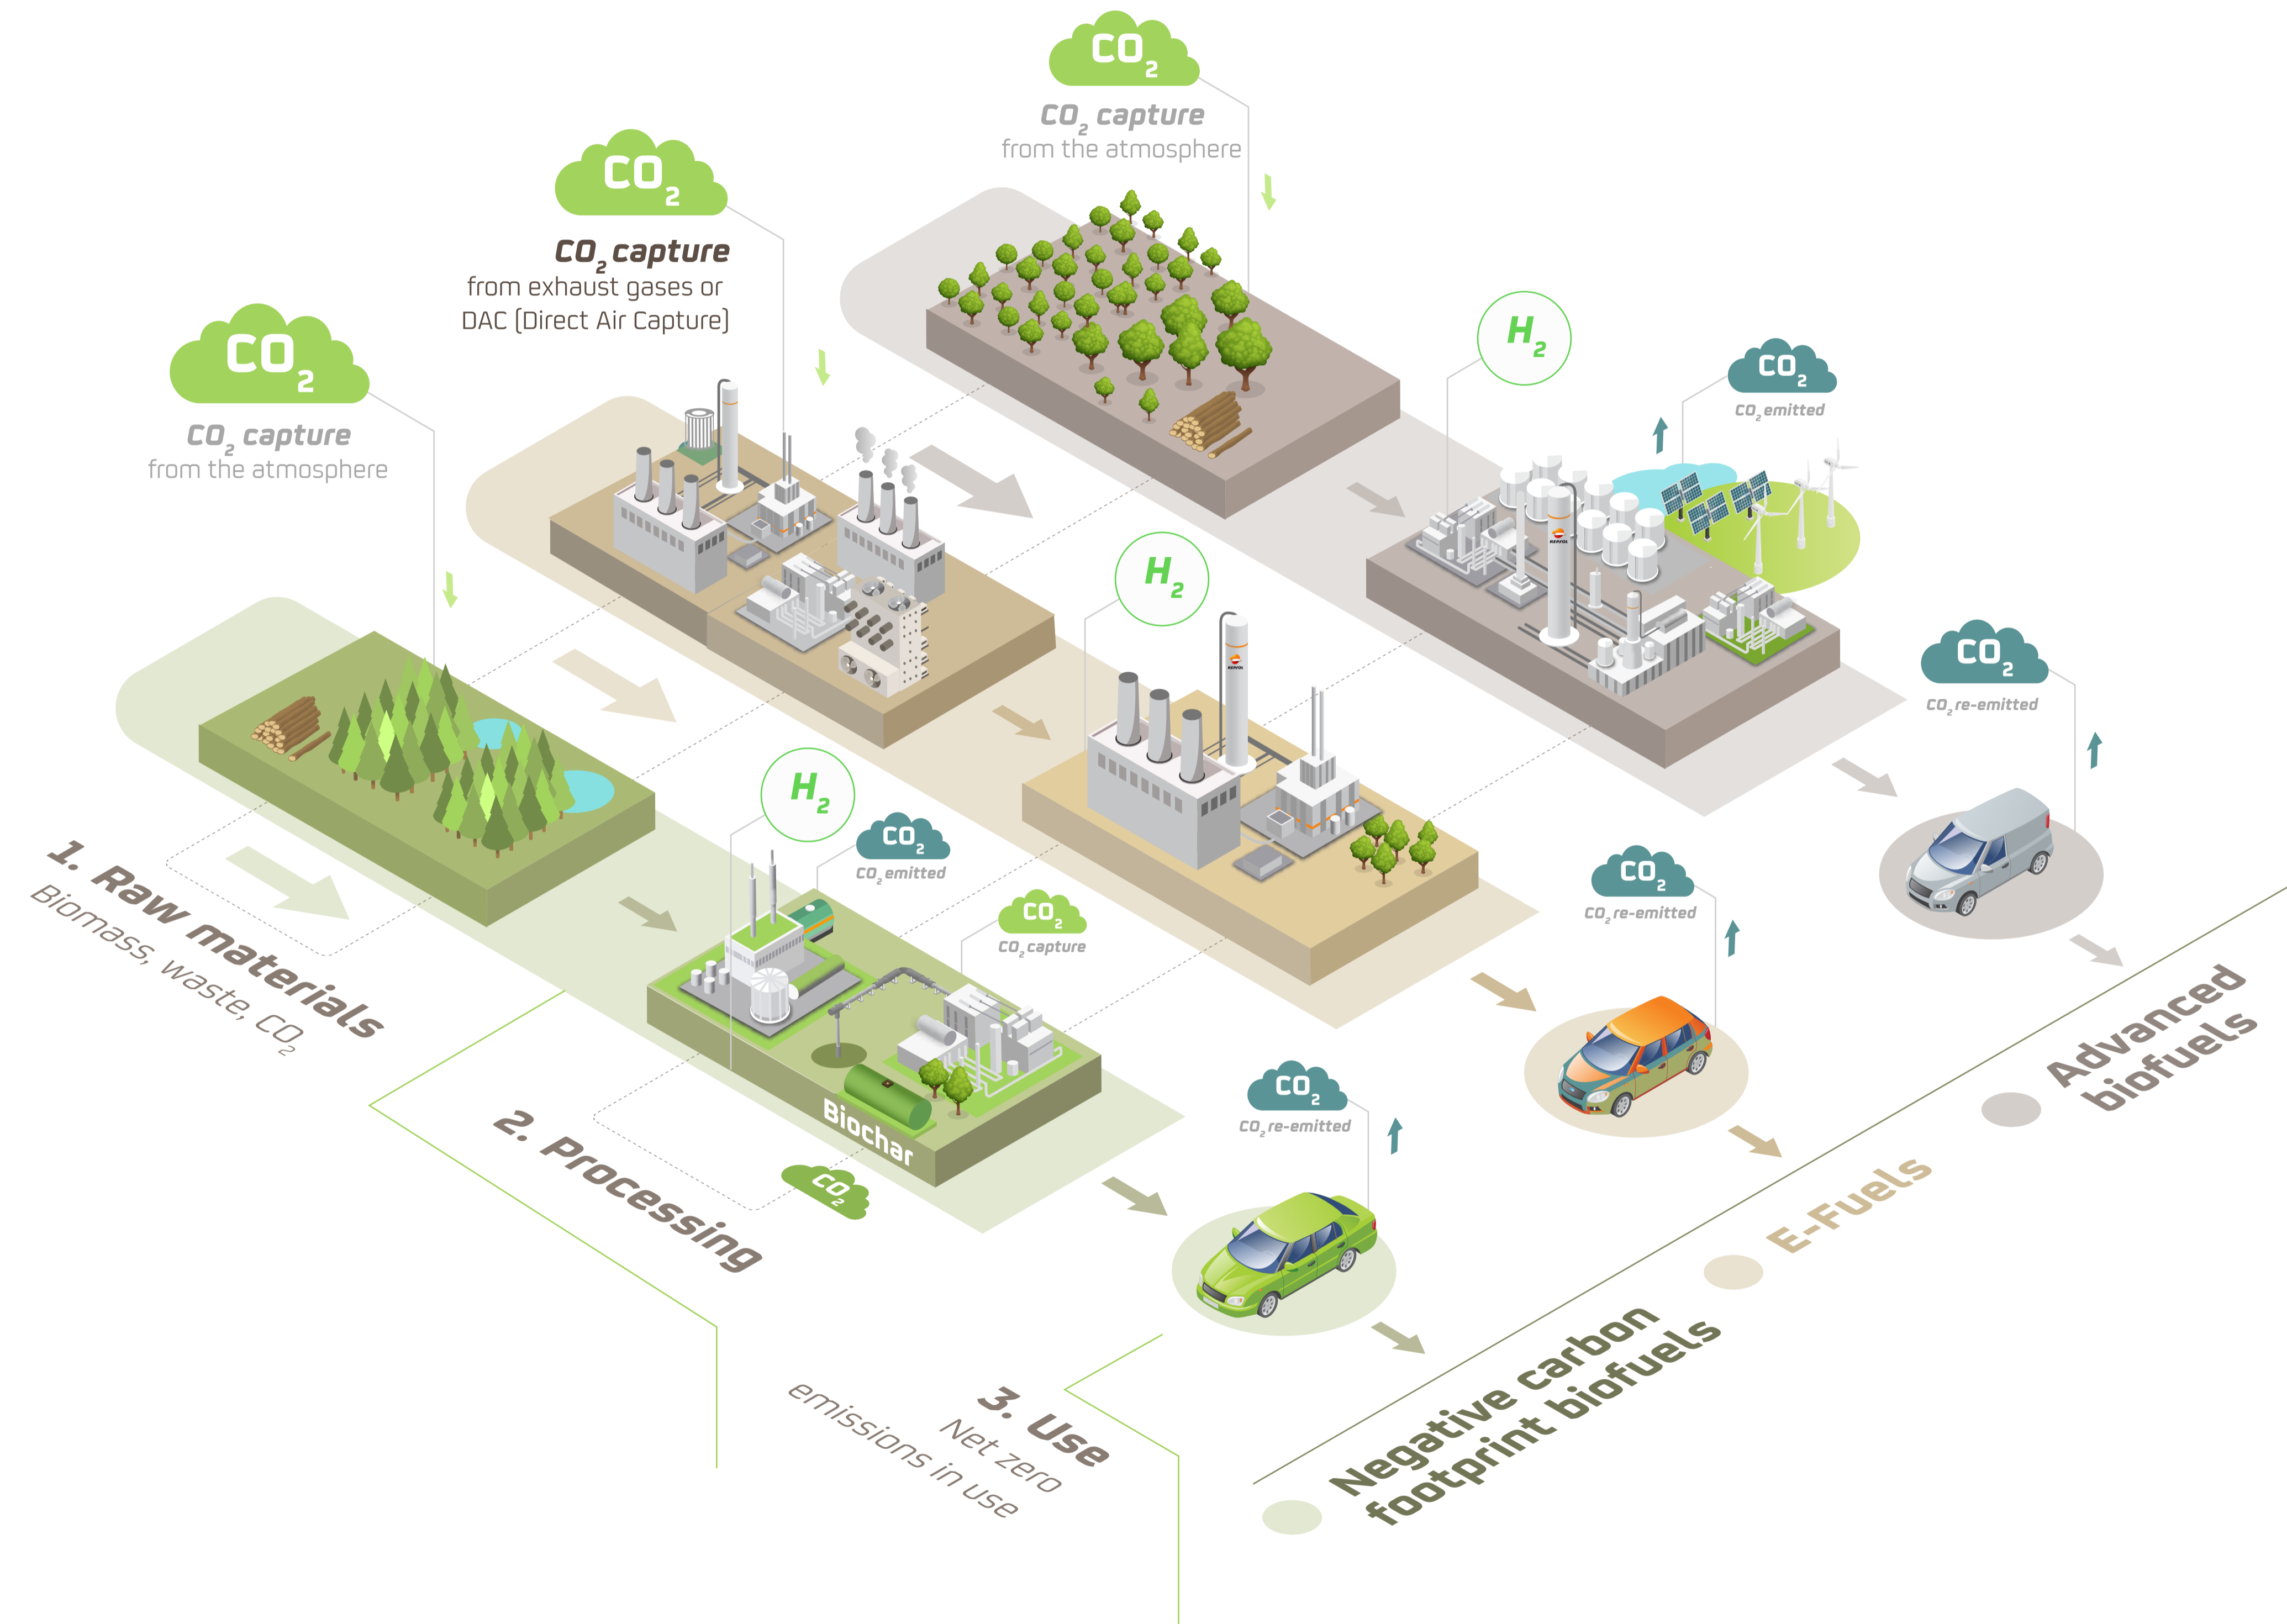 CO2
CO2 capture
from the atmosphere
CO2
CO2 capture
from exhaust gases or
DAC (Direct Air Capture)
CO2
CO2 capture
from the atmosphere
H2
CO2
CO2 emitted
REPSOL
H2
REPSOL
CO2
CO2 re-emitted
H2
CO2
CO2 emitted
CO2
CO2 capture
CO2
CO2 re-emitted
CO2
CO2 re-emitted
Biochar
CO2
1. Raw materials
Biomass, waste, CO2
2. Processing
3. Use
Net zero
emissions in use
Advanced
biofuels
E-Fuels
Negative carbon
footprint biofuels